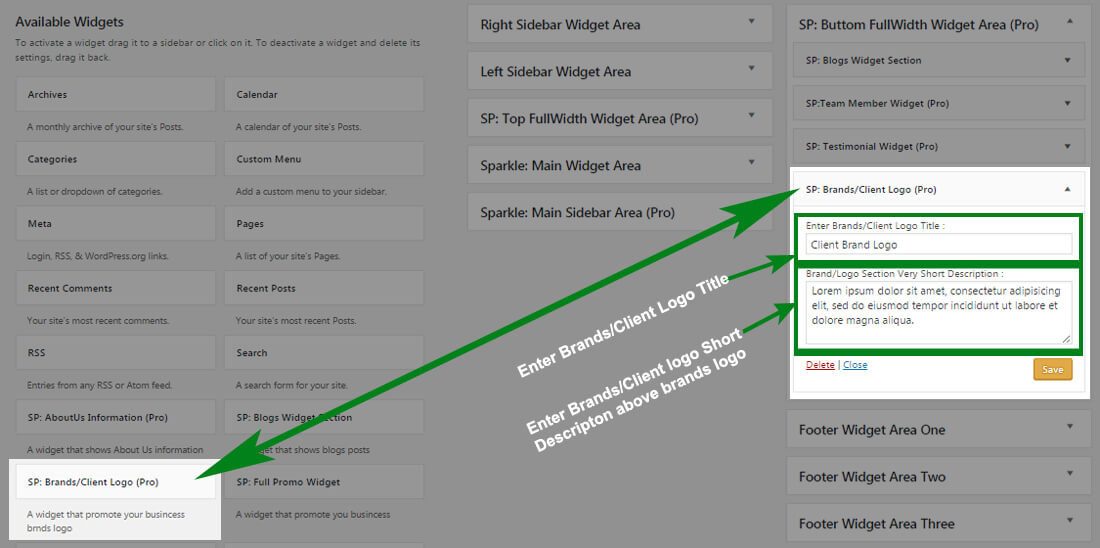 Available Widgets
To activate a widget drag it to a sidebar or click on it. To deactivate a widget and delete its
settings, drag it back.
Archives
A monthly archive of your site's Posts.
Calendar
A calendar of your site's Posts.
Categories
A list or dropdown of categories.
Custom Menu
Add a custom menu to your sidebar.
Meta
Login, RSS, & WordPress.org links.
Pages
A list of your site's Pages.
Recent Comments
Your site's most recent comments.
Recent Posts
Your site's most recent Posts.
RSS
Entries from any RSS or Atom feed.
Search
A search form for your site.
SP: AboutUs Information (Pro)
A widget that shows About Us information
SP: Blogs Widget Section
that shows blogs posts
SP: Brands/Client Logo (Pro)
A widget that promote your business
brnds logo
SP: Full Promo Widget
A widget that promote you business
Right Sidebar Widget Area
Left Sidebar Widget Area
SP: Top FullWidth Widget Area (Pro)
Sparkle: Main Widget Area
Sparkle: Main Sidebar Area (Pro)
Enter Brands/Client Logo Title
Enter Brands/Client logo Short
Descripton above brands logo
SP: Buttom FullWidth Widget Area (Pro)
SP: Blogs Widget Section
SP:Team Member Widget (Pro)
SP: Testimonial Widget (Pro)
SP: Brands/Client Logo (Pro)
Enter Brands/Client Logo Title :
Client Brand Logo
Brand/Logo Section Very Short Description :
Lorem ipsum dolor sit amet, consectetur adipisicing
elit, sed do eiusmod tempor incididunt ut labore et
dolore magna aliqua.
Delete | Close
Save
Footer Widget Area One
Footer Widget Area Two
Footer Widget Area Three